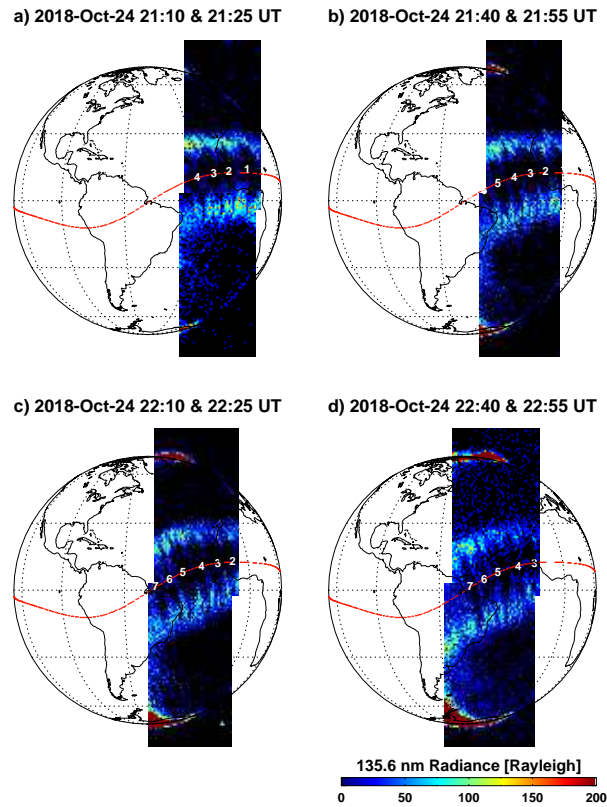 a) 2018-Oct-24 21:10 & 21:25 UT
b) 2018-Oct-24 21:40 & 21:55 UT
4 3 2 1
5 4 3 2
c) 2018-Oct-24 22:10 & 22:25 UT
d) 2018-Oct-24 22:40 & 22:55 UT
7 6 5 4 3 2
7 6 5 4 3
135.6 nm Radiance [Rayleigh]
0 50 100 150 200